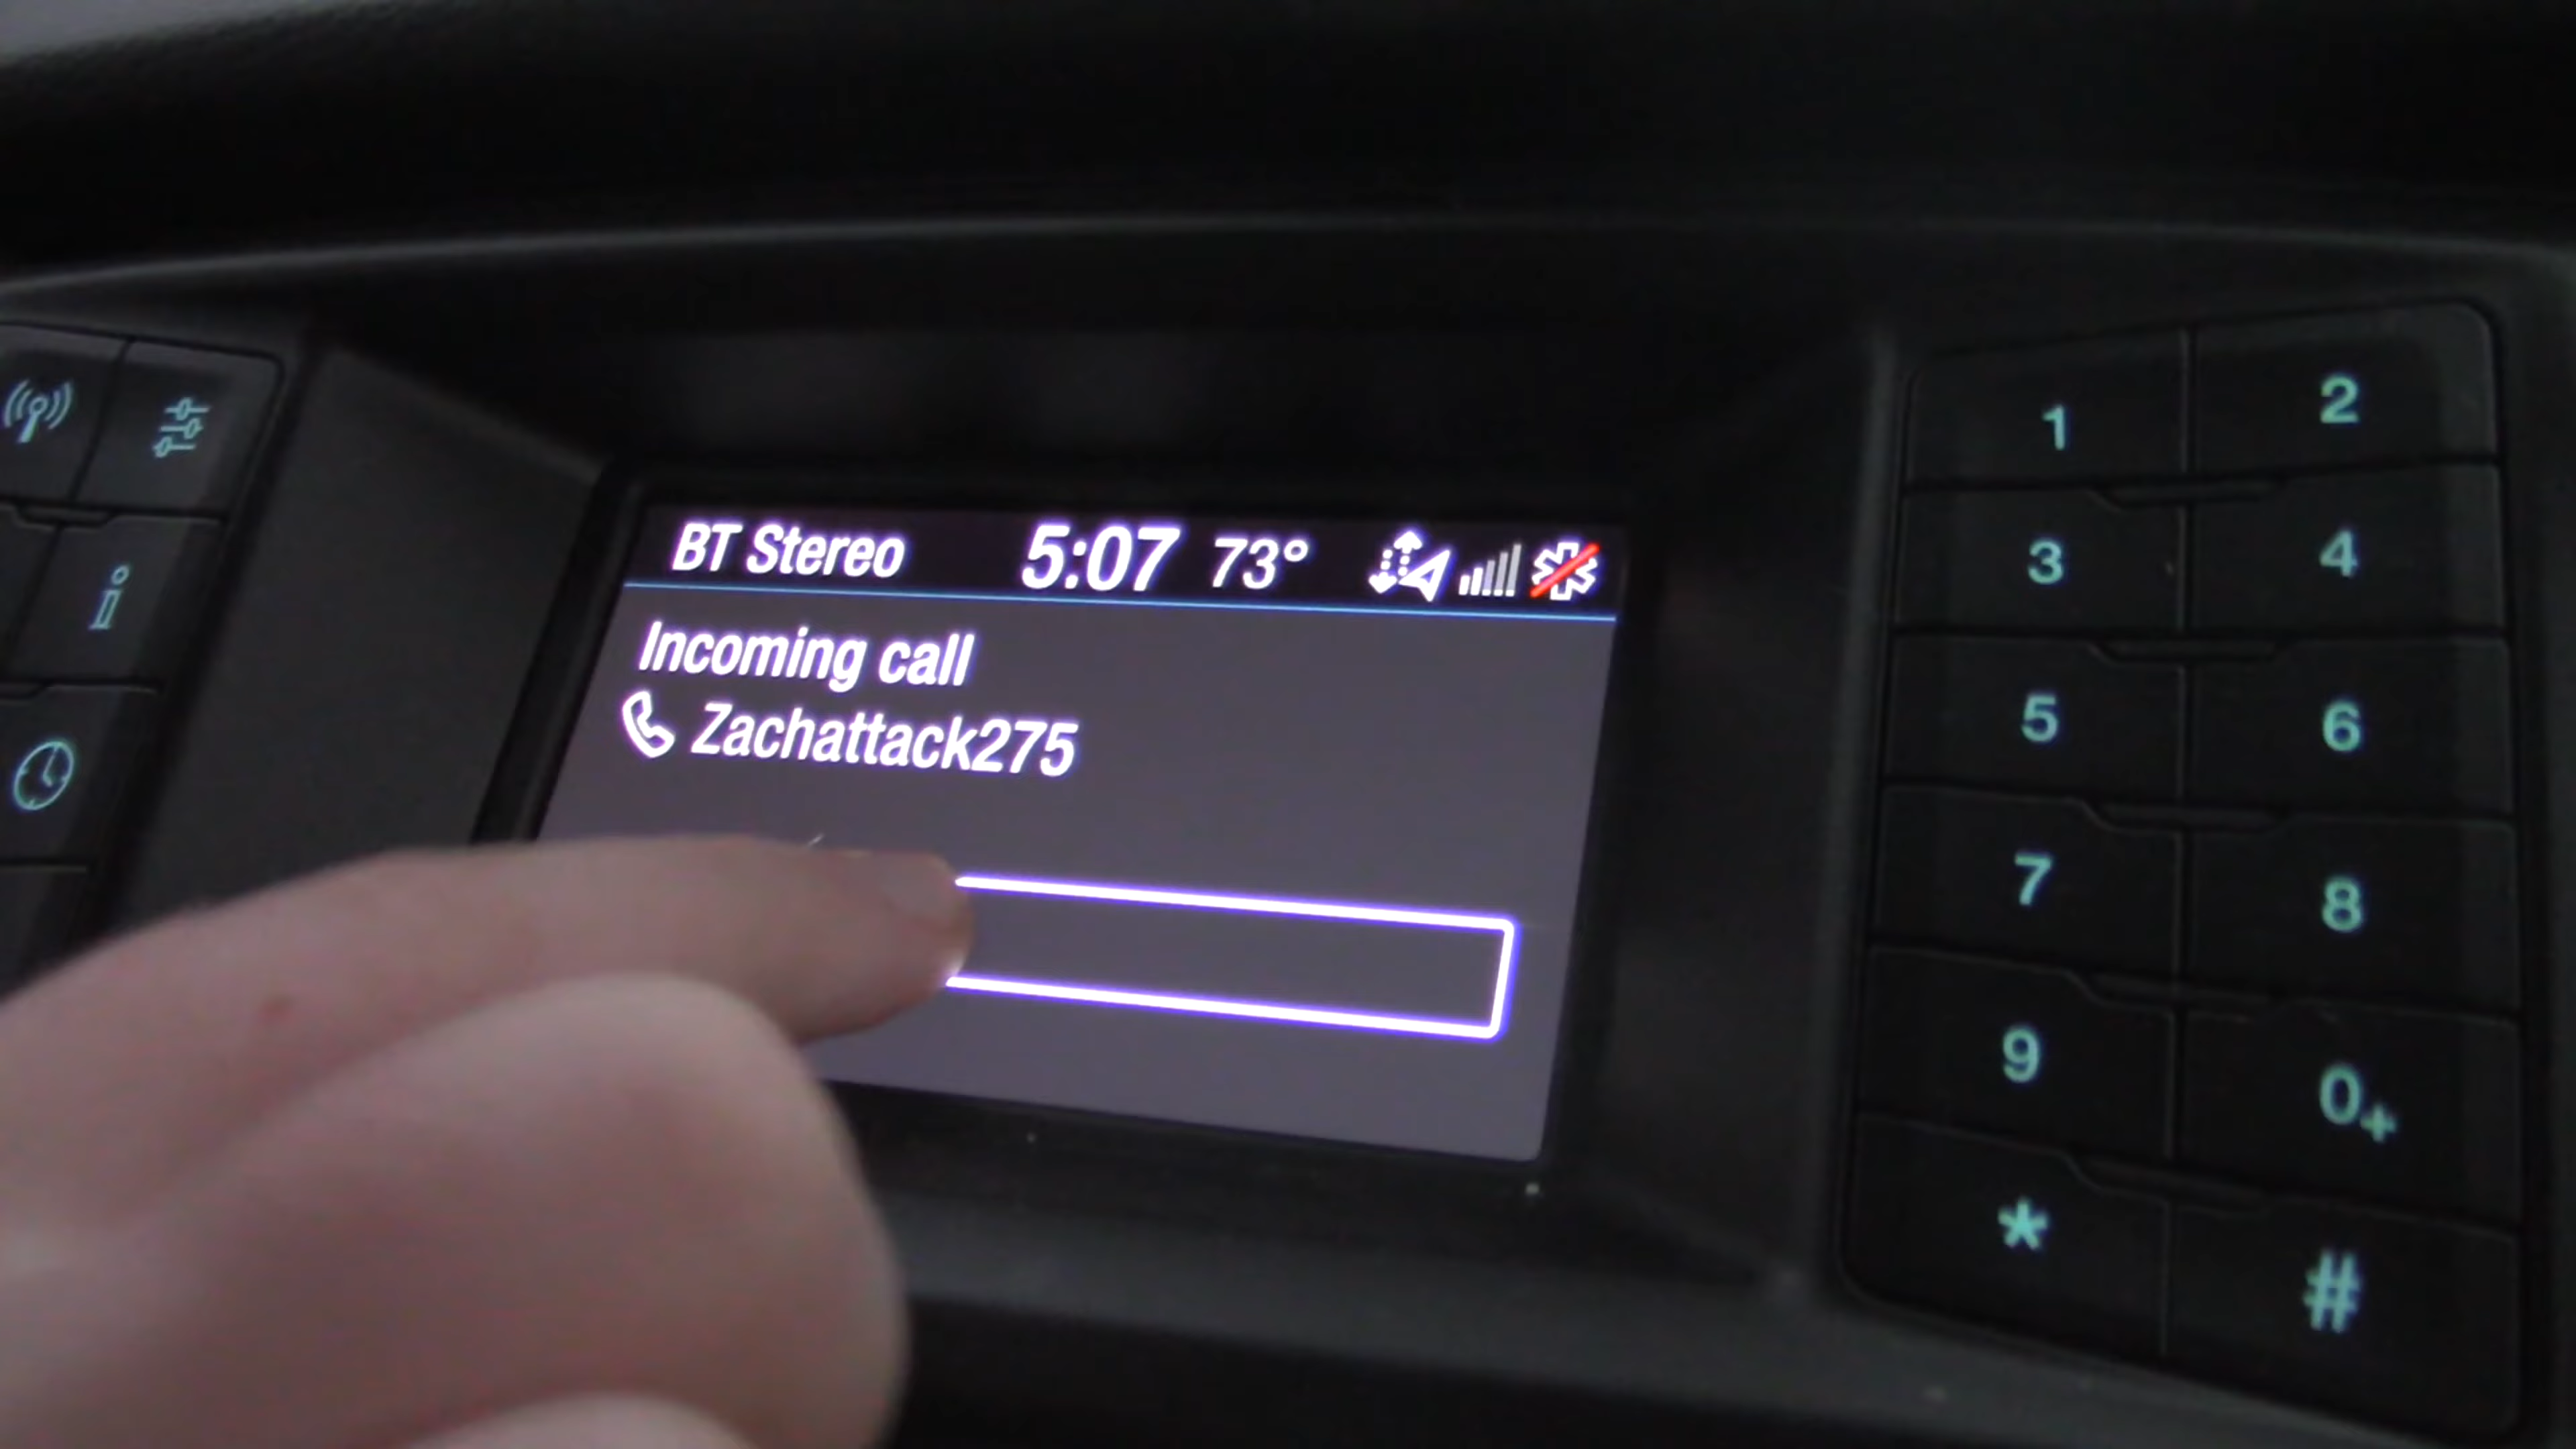 BT Stereo 5:07 73°
Incoming call
Zachattack275
1 2
3 4
5 6
7 8
9 0+
* #
i